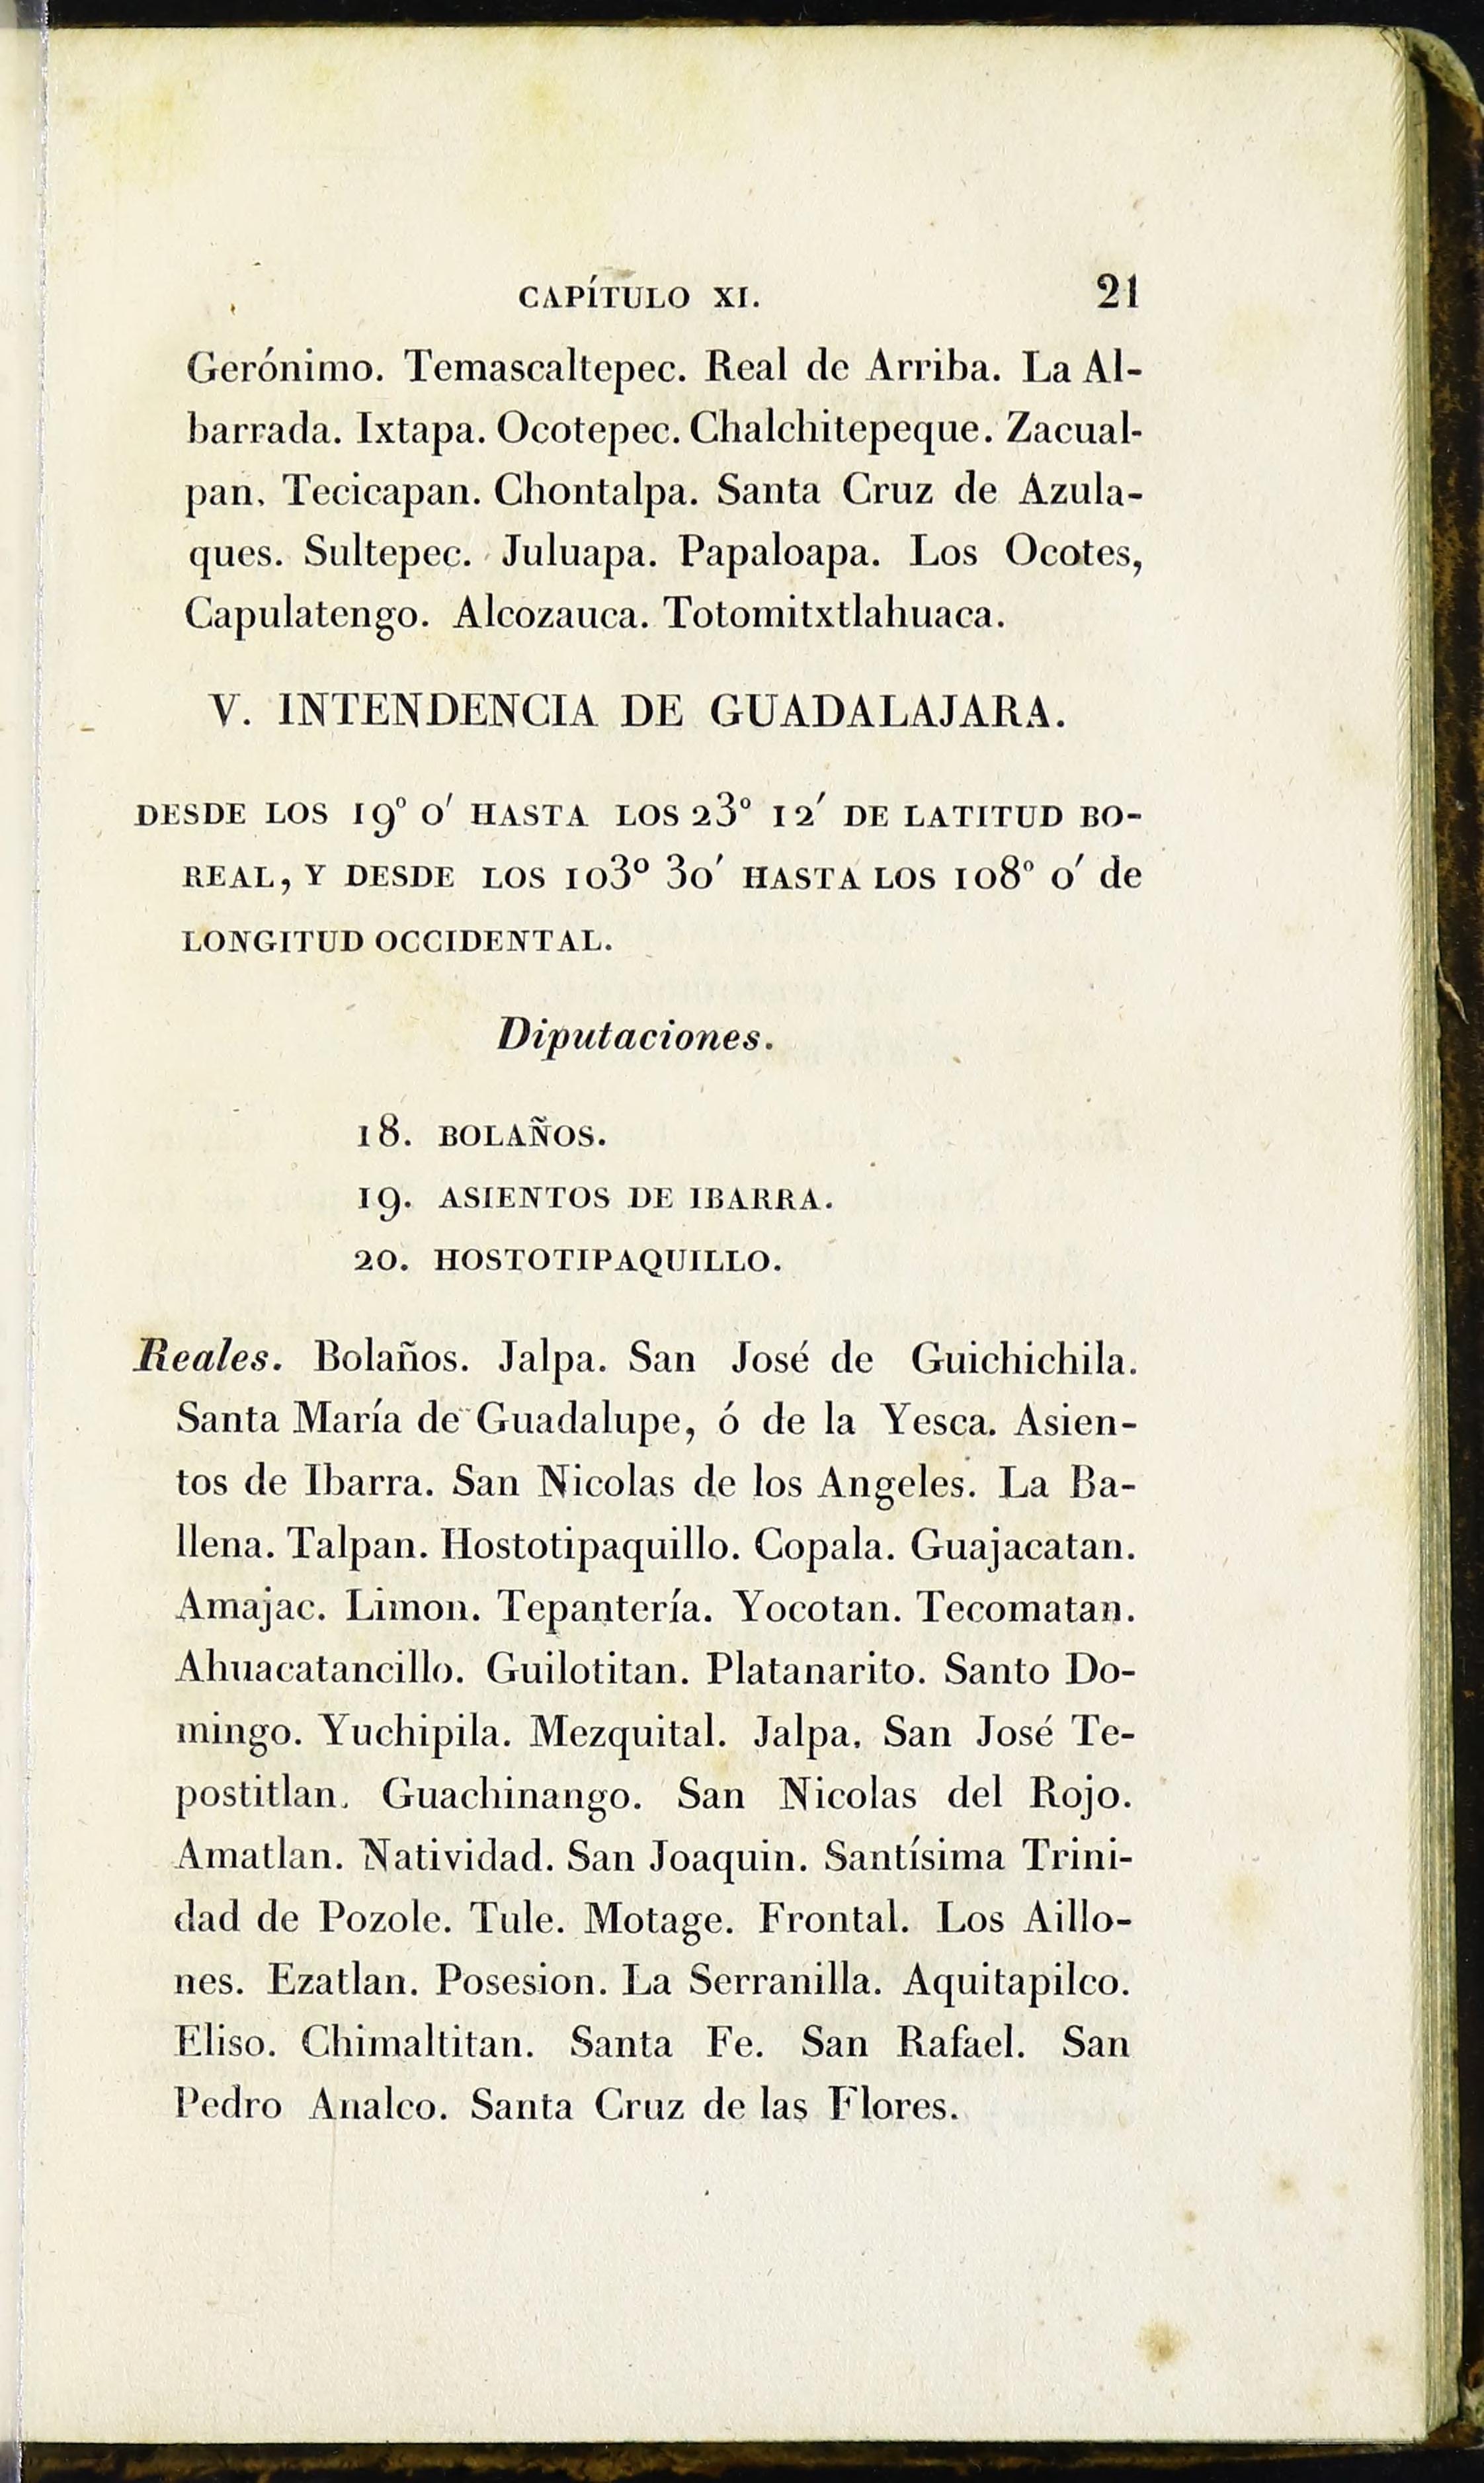 CAPÍTULO XI. 21
Gerónimo. Temascaltepec. Real de Arriba. La Al-
barrada. Ixtapa. Ocotepec. Chalchitepeque. Zacual-
pan. Tecicapan. Chontalpa. Santa Cruz de Azula-
ques. Sultepec. Juluapa. Papaloapa. Los Ocotes,
Capulatengo. Alcozauca. Totomitxtlahuaca.
V. INTENDENCIA DE GUADALAJARA.
DESDE LOS 19° 0′ HASTA LOS 23° 12′ DE LATITUD BO-
REAL, Y DESDE LOS 103° 30′ HASTA LOS 108° 0′ de
LONGITUD OCCIDENTAL.
Diputaciones.
18. BOLAÑOS.
19. ASIENTOS DE IBARRA.
20. HOSTOTIPAQUILLO.
Reales. Bolaños. Jalpa. San José de Guichichila.
Santa María de Guadalupe, ó de la Yesca. Asien-
tos de Ibarra. San Nicolas de los Angeles. La Ba-
llena. Talpan. Hostotipaquillo. Copala. Guajacatan.
Amajac. Limon. Tepantería. Yocotan. Tecomatan.
Ahuacatancillo. Guilotitan. Platanarito. Santo Do-
mingo. Yuchipila. Mezquital. Jalpa. San José Te-
postitlan. Guachinango. San Nicolas del Rojo.
Amatlan. Natividad. San Joaquin. Santísima Trini-
dad de Pozole. Tule. Motage. Frontal. Los Aillo-
nes. Ezatlan. Posesion. La Serranilla. Aquitapilco.
Eliso. Chimaltitan. Santa Fe. San Rafael. San
Pedro Analco. Santa Cruz de las Flores.